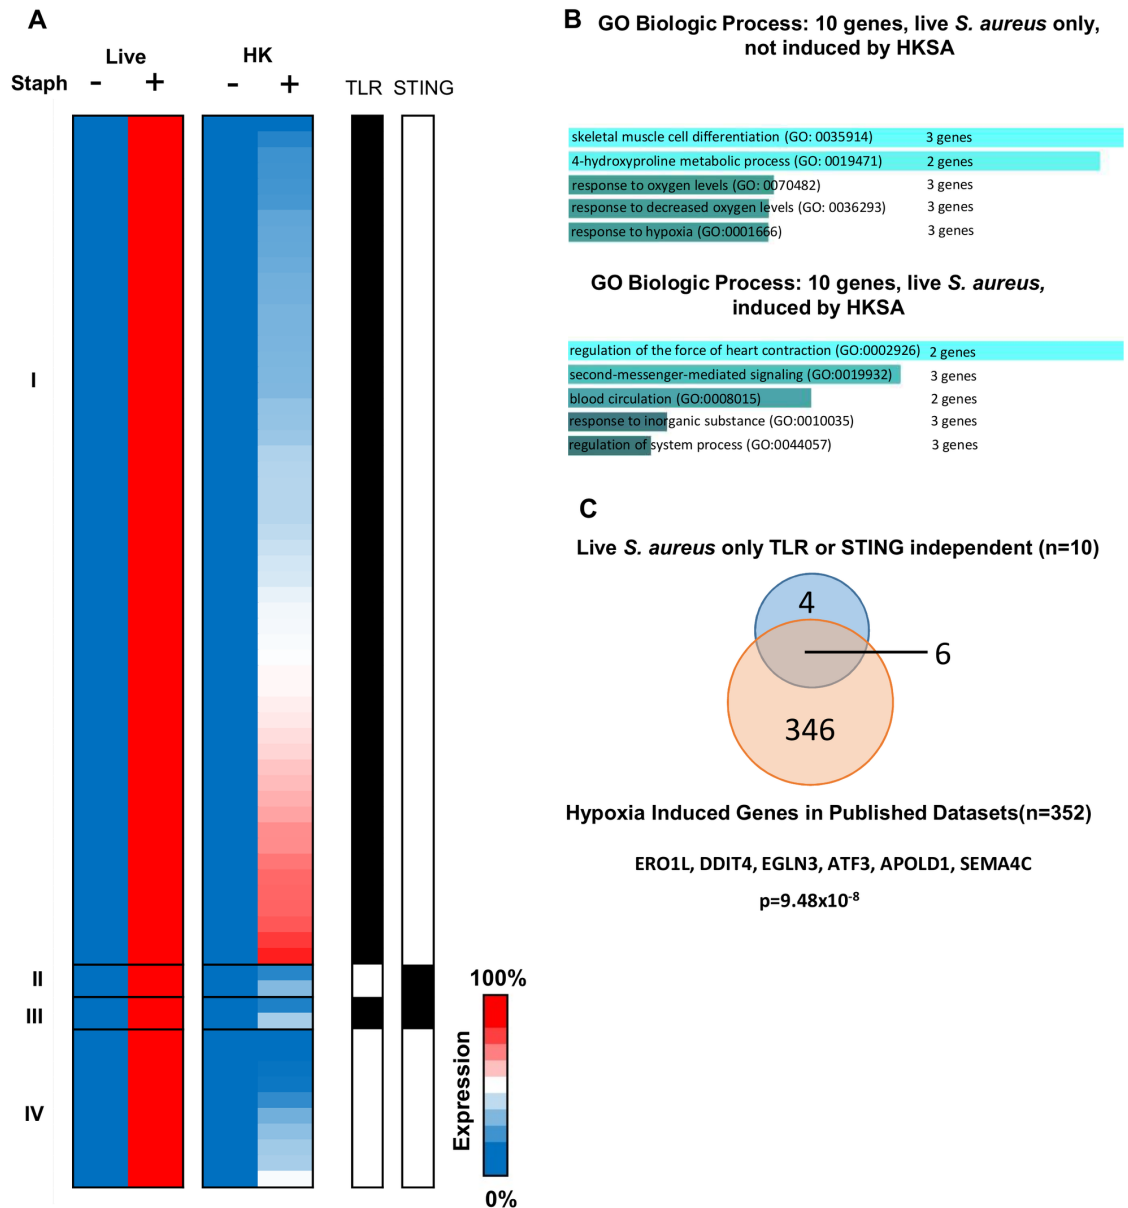 A
Live
HK
Staph - + - +
TLR STING
I
II
III
IV
100%
Expression
0%
B
GO Biologic Process: 10 genes, live S. aureus only,
not induced by HKSA
skeletal muscle cell differentiation (GO: 0035914) 3 genes
4-hydroxyproline metabolic process (GO: 0019471) 2 genes
response to oxygen levels (GO: 0070482) 3 genes
response to decreased oxygen levels (GO: 0036293) 3 genes
response to hypoxia (GO:0001666) 3 genes
GO Biologic Process: 10 genes, live S. aureus,
induced by HKSA
regulation of the force of heart contraction (GO:0002926) 2 genes
second-messenger-mediated signaling (GO:0019932) 3 genes
blood circulation (GO:0008015) 2 genes
response to inorganic substance (GO:0010035) 3 genes
regulation of system process (GO:0044057) 3 genes
C
Live S. aureus only TLR or STING independent (n=10)
4
6
346
Hypoxia Induced Genes in Published Datasets(n=352)
ERO1L, DDIT4, EGLN3, ATF3, APOLD1, SEMA4C
p=9.48x10⁻⁸